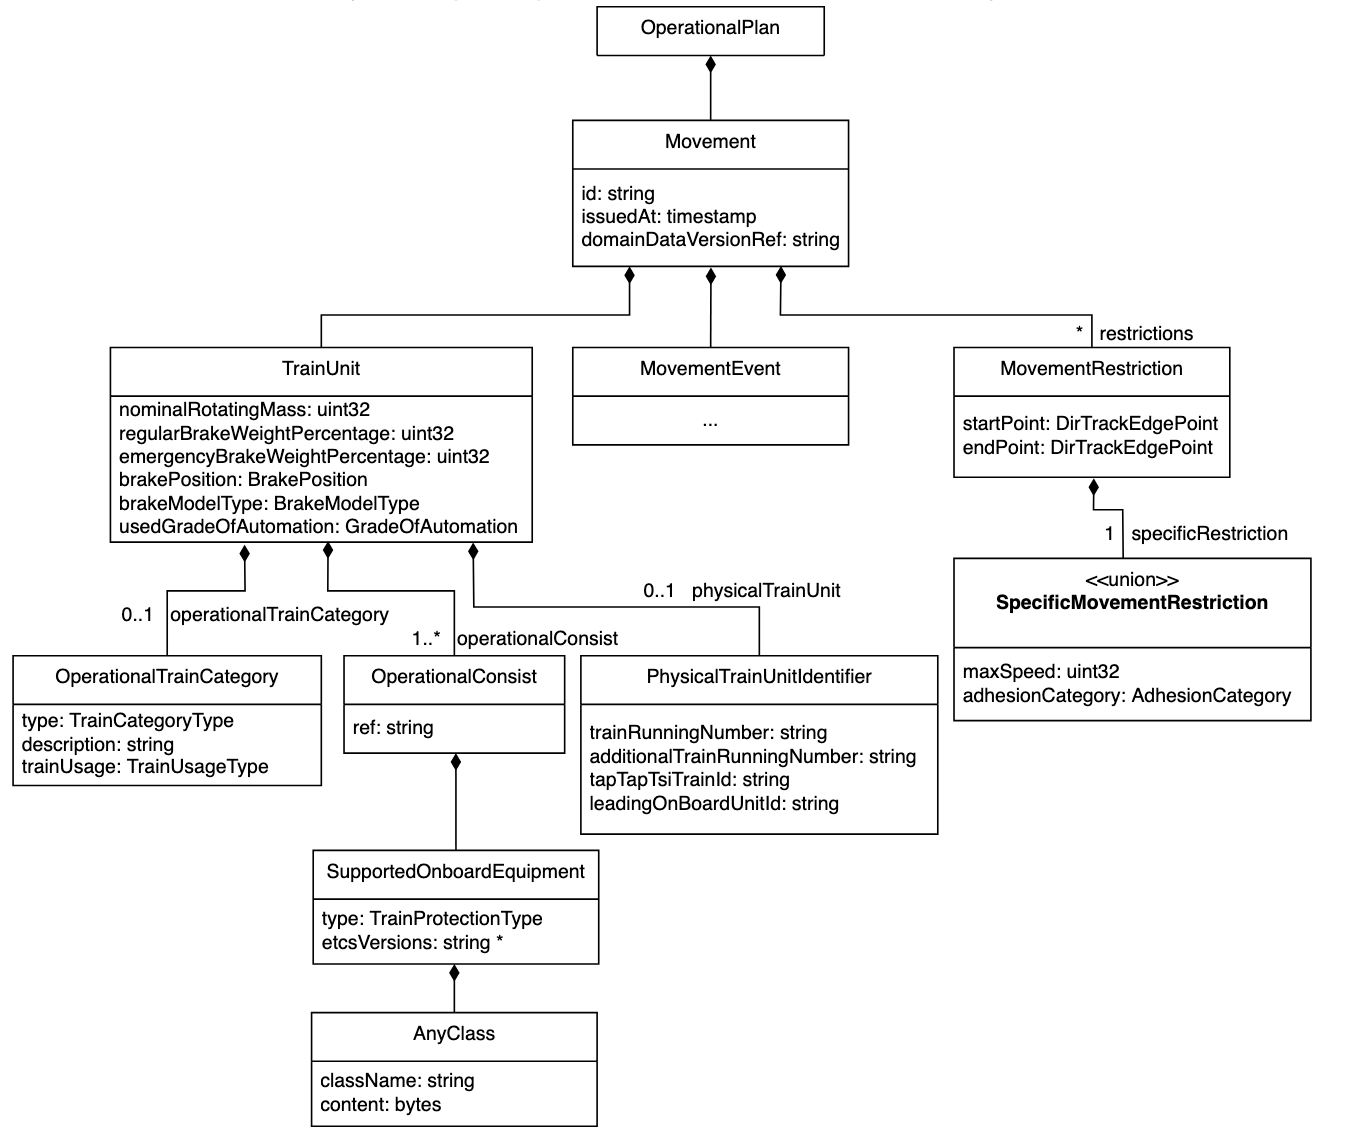 OperationalPlan
Movement
id: string
issuedAt: timestamp
domainDataVersionRef: string
* restrictions
TrainUnit
nominalRotatingMass: uint32
regularBrakeWeightPercentage: uint32
emergencyBrakeWeightPercentage: uint32
brakePosition: BrakePosition
brakeModelType: BrakeModelType
usedGradeOfAutomation: GradeOfAutomation
MovementEvent
...
MovementRestriction
startPoint: DirTrackEdgePoint
endPoint: DirTrackEdgePoint
1 specificRestriction
<<union>>
SpecificMovementRestriction
maxSpeed: uint32
adhesionCategory: AdhesionCategory
0..1 operationalTrainCategory
1..* operationalConsist
0..1 physicalTrainUnit
OperationalTrainCategory
type: TrainCategoryType
description: string
trainUsage: TrainUsageType
OperationalConsist
ref: string
PhysicalTrainUnitIdentifier
trainRunningNumber: string
additionalTrainRunningNumber: string
tapTapTsiTrainId: string
leadingOnBoardUnitId: string
SupportedOnboardEquipment
type: TrainProtectionType
etcsVersions: string *
AnyClass
className: string
content: bytes